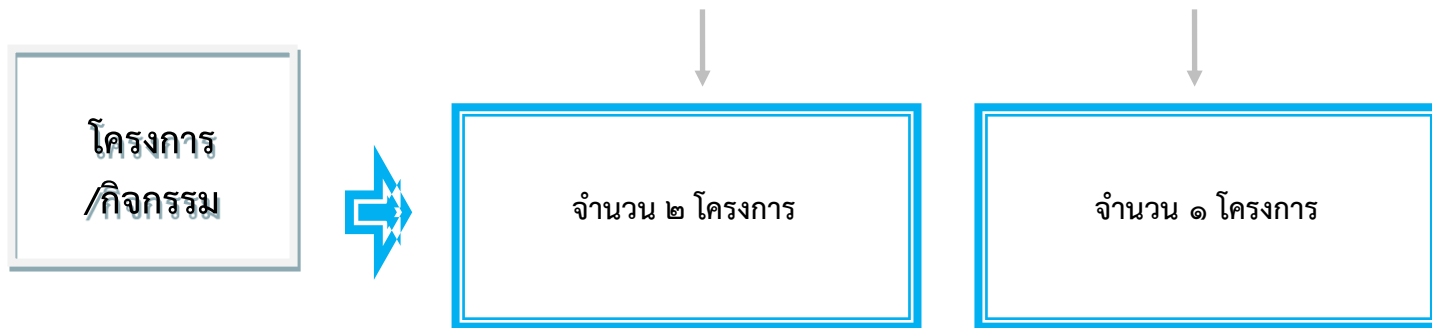 โครงการ
/กิจกรรม
จำนวน ๒ โครงการ
จำนวน ๑ โครงการ